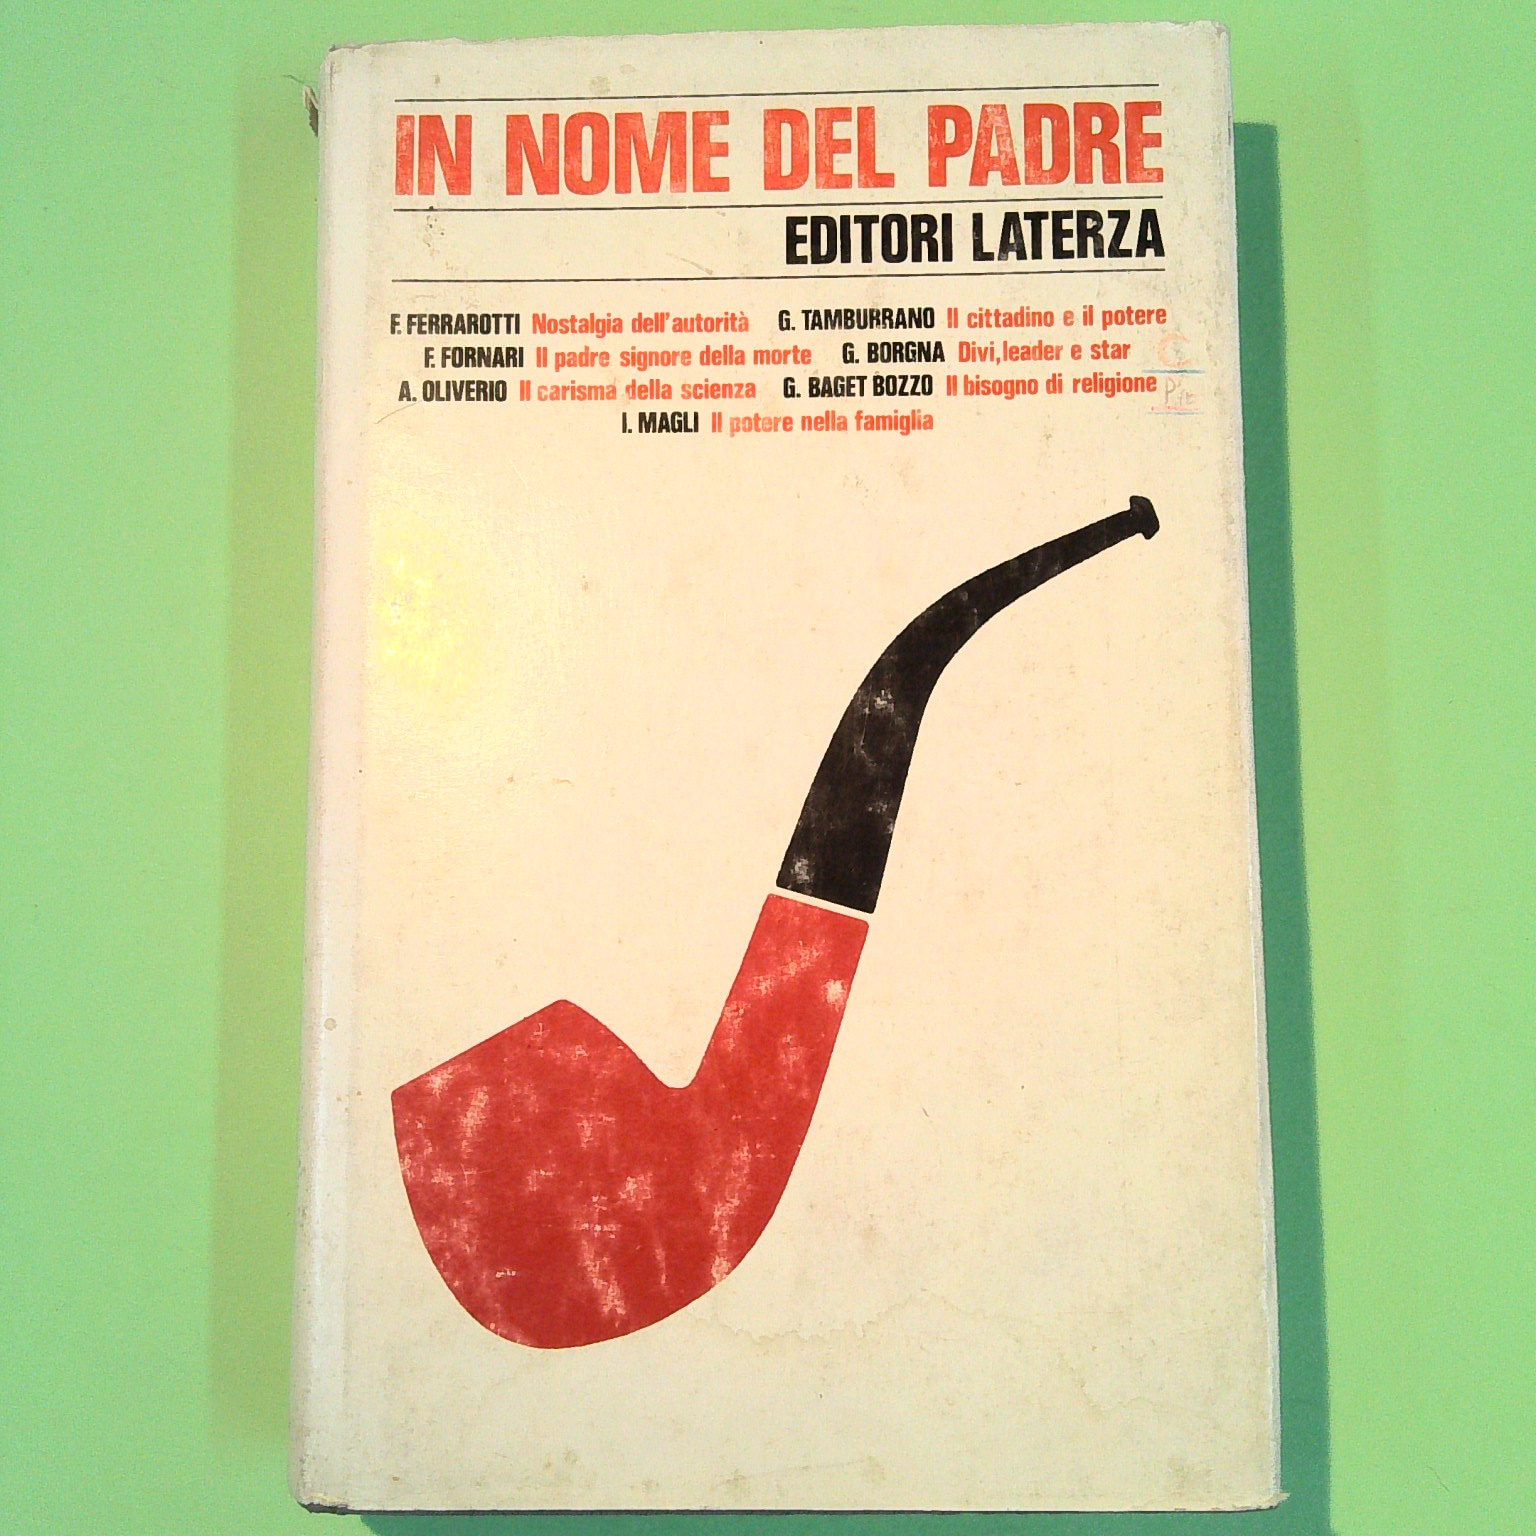 IN NOME DEL PADRE
EDITORI LATERZA
F. FERRAROTTI Nostalgia dell'autorità G. TAMBURRANO Il cittadino e il potere
F. FORNARI Il padre signore della morte G. BORGNA Divi, leader e star
A. OLIVERIO Il carisma della scienza G. BAGET BOZZO Il bisogno di religione
I. MAGLI Il potere nella famiglia